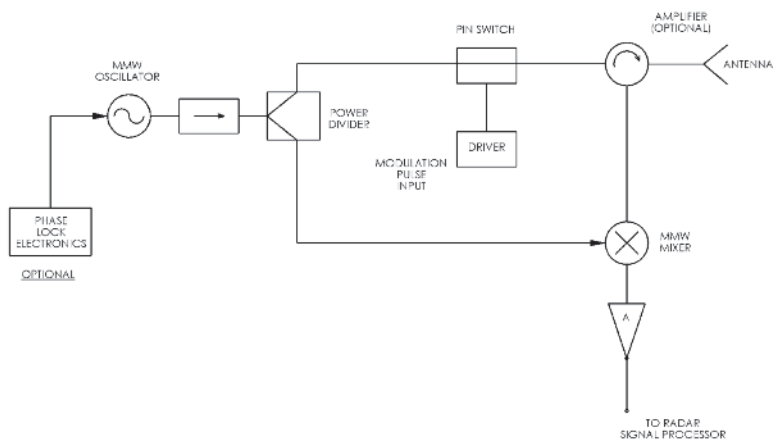 AMPLIFIER
(OPTIONAL)
PIN SWITCH
ANTENNA
MMW
OSCILLATOR
POWER
DIVIDER
DRIVER
MODULATION
PULSE
INPUT
PHASE
LOCK
ELECTRONICS
OPTIONAL
MMW
MIXER
A
TO RADAR
SIGNAL PROCESSOR